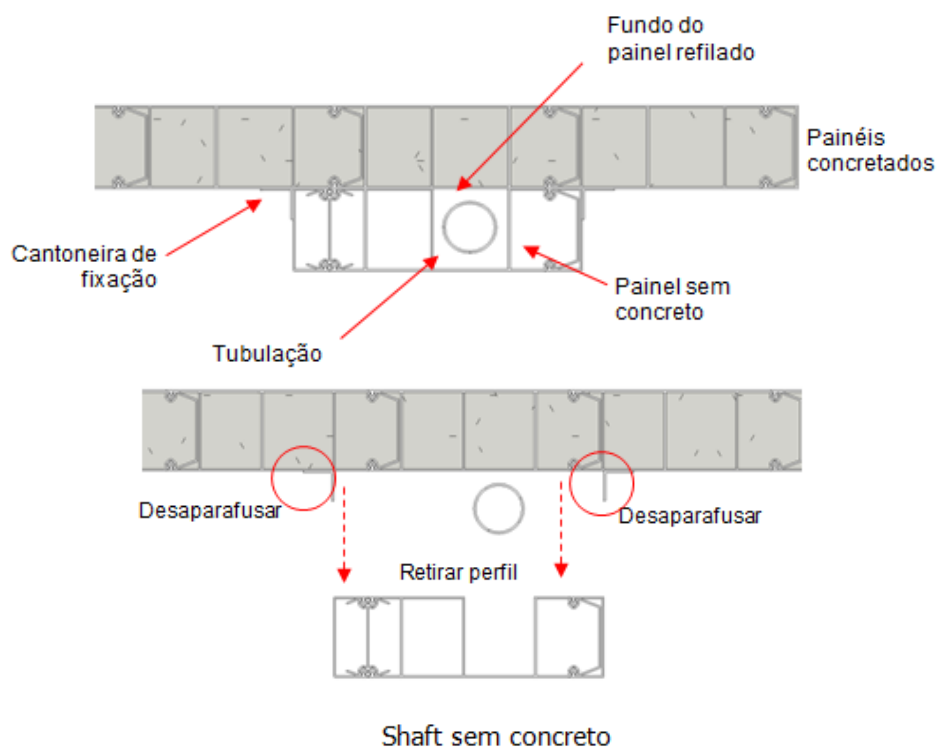 Fundo do
painel refilado
Painéis
concretados
Cantoneira de
fixação
Painel sem
concreto
Tubulação
Desaparafusar
Desaparafusar
Retirar perfil
Shaft sem concreto